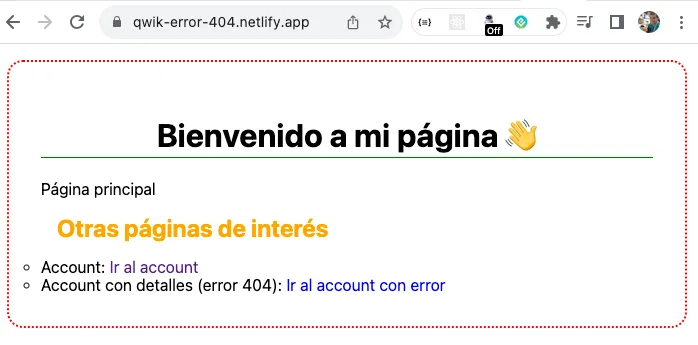 qwik-error-404.netlify.app
Off
Bienvenido a mi página 👋
Página principal
Otras páginas de interés
Account: Ir al account
Account con detalles (error 404): Ir al account con error